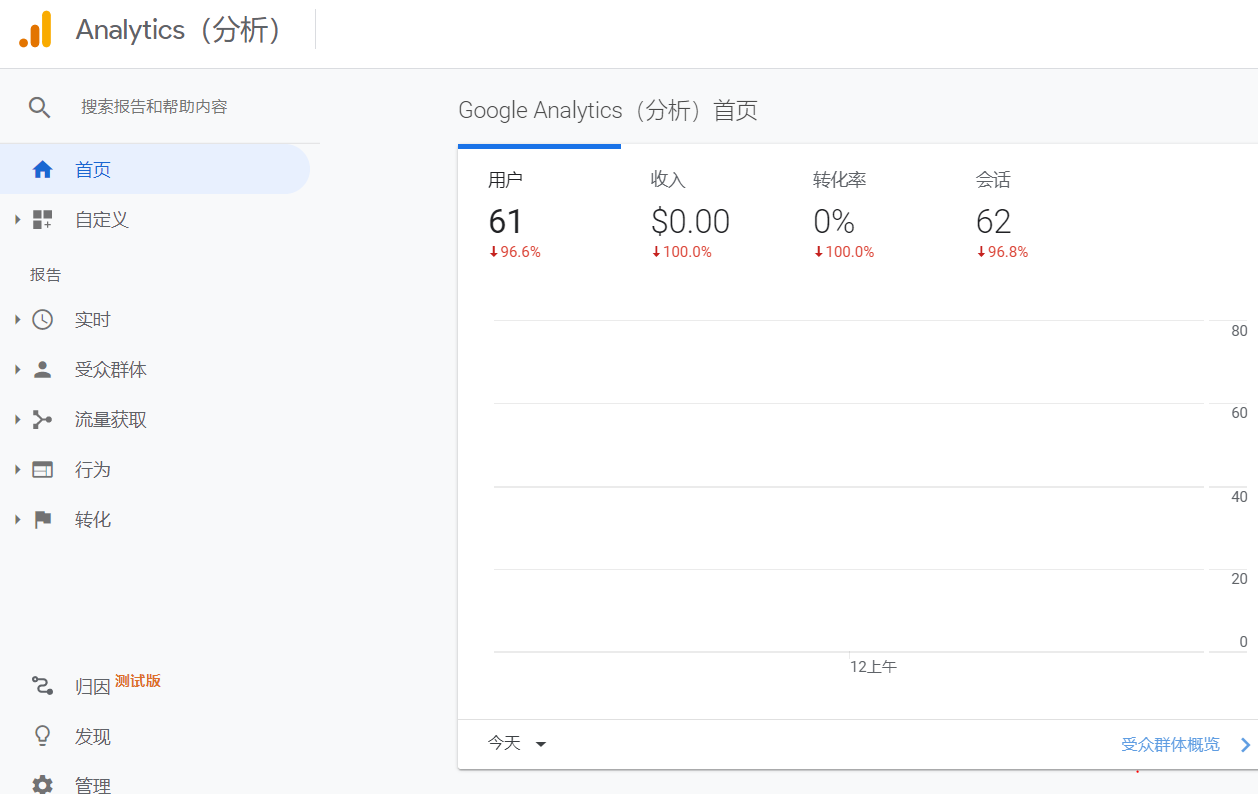 Analytics（分析）
搜索报告和帮助内容
首页
自定义
报告
实时
受众群体
流量获取
行为
转化
归因 测试版
发现
管理
Google Analytics（分析）首页
用户 收入 转化率 会话
61 $0.00 0% 62
96.6% 100.0% 100.0% 96.8%
80
60
40
20
0
12上午
今天
受众群体概览